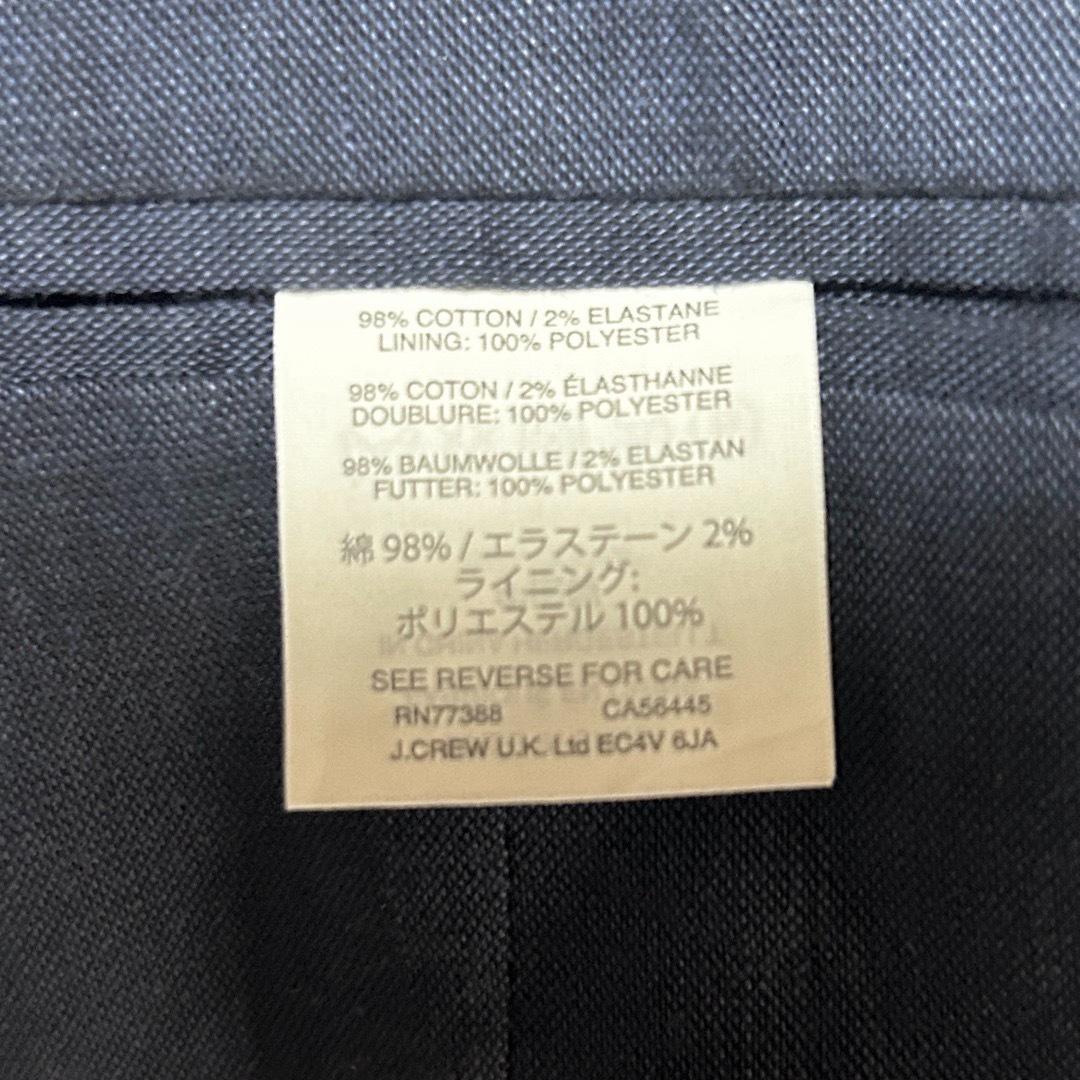 98% COTTON / 2% ELASTANE
LINING: 100% POLYESTER
98% COTON / 2% ÉLASTHANNE
DOUBLURE: 100% POLYESTER
98% BAUMWOLLE / 2% ELASTAN
FUTTER: 100% POLYESTER
綿 98% / エラステーン 2%
ライニング:
ポリエステル 100%
SEE REVERSE FOR CARE
RN77388 CA56445
J.CREW U.K. Ltd EC4V 6JA